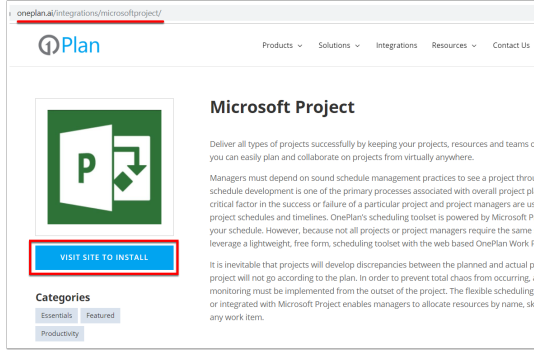 oneplan.ai/integrations/microsoftproject/
1Plan
Products Solutions Integrations Resources Contact Us
Microsoft Project
Deliver all types of projects successfully by keeping your projects, resources and teams
you can easily plan and collaborate on projects from virtually anywhere.
Managers must depend on sound schedule management practices to see a project
schedule development is one of the primary processes associated with overall project
critical factor in the success or failure of a particular project and project managers are
project schedules and timelines. OnePlan's scheduling toolset is powered by Microsoft
your schedule. However, because not all projects or project managers require the same
leverage a lightweight, free form, scheduling toolset with the web based OnePlan Work
It is inevitable that projects will develop discrepancies between the planned and actual
project will not go according to the plan. In order to prevent total chaos from occurring,
monitoring must be implemented from the outset of the project. The flexible scheduling
or integrated with Microsoft Project enables managers to allocate resources by name,
any work item.
P
VISIT SITE TO INSTALL
Categories
Essentials Featured
Productivity